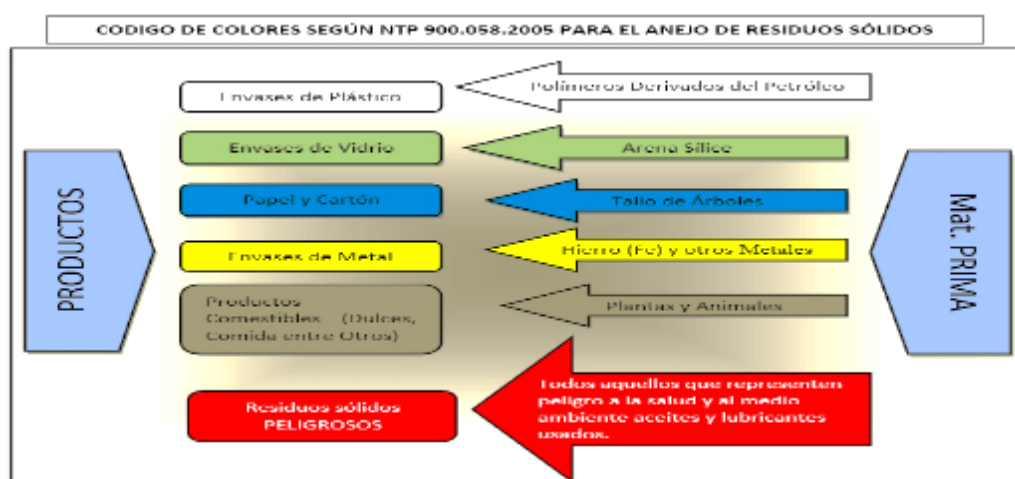 CODIGO DE COLORES SEGÚN NTP 900.058.2005 PARA EL ANEJO DE RESIDUOS SÓLIDOS
Envases de Plástico
Polímeros Derivados del Petróleo
Envases de Vidrio
Arena Sílice
Papel y Cartón
Tallo de Árboles
Envases de Metal
Hierro (Fe) y otros Metales
Productos
Comestibles (Dulces,
Comida entre Otros)
Plantas y Animales
Residuos sólidos
PELIGROSOS
Todos aquellos que representen
peligro a la salud y al medio
ambiente aceites y lubricantes
usados.
PRODUCTOS
Mat. PRIMA